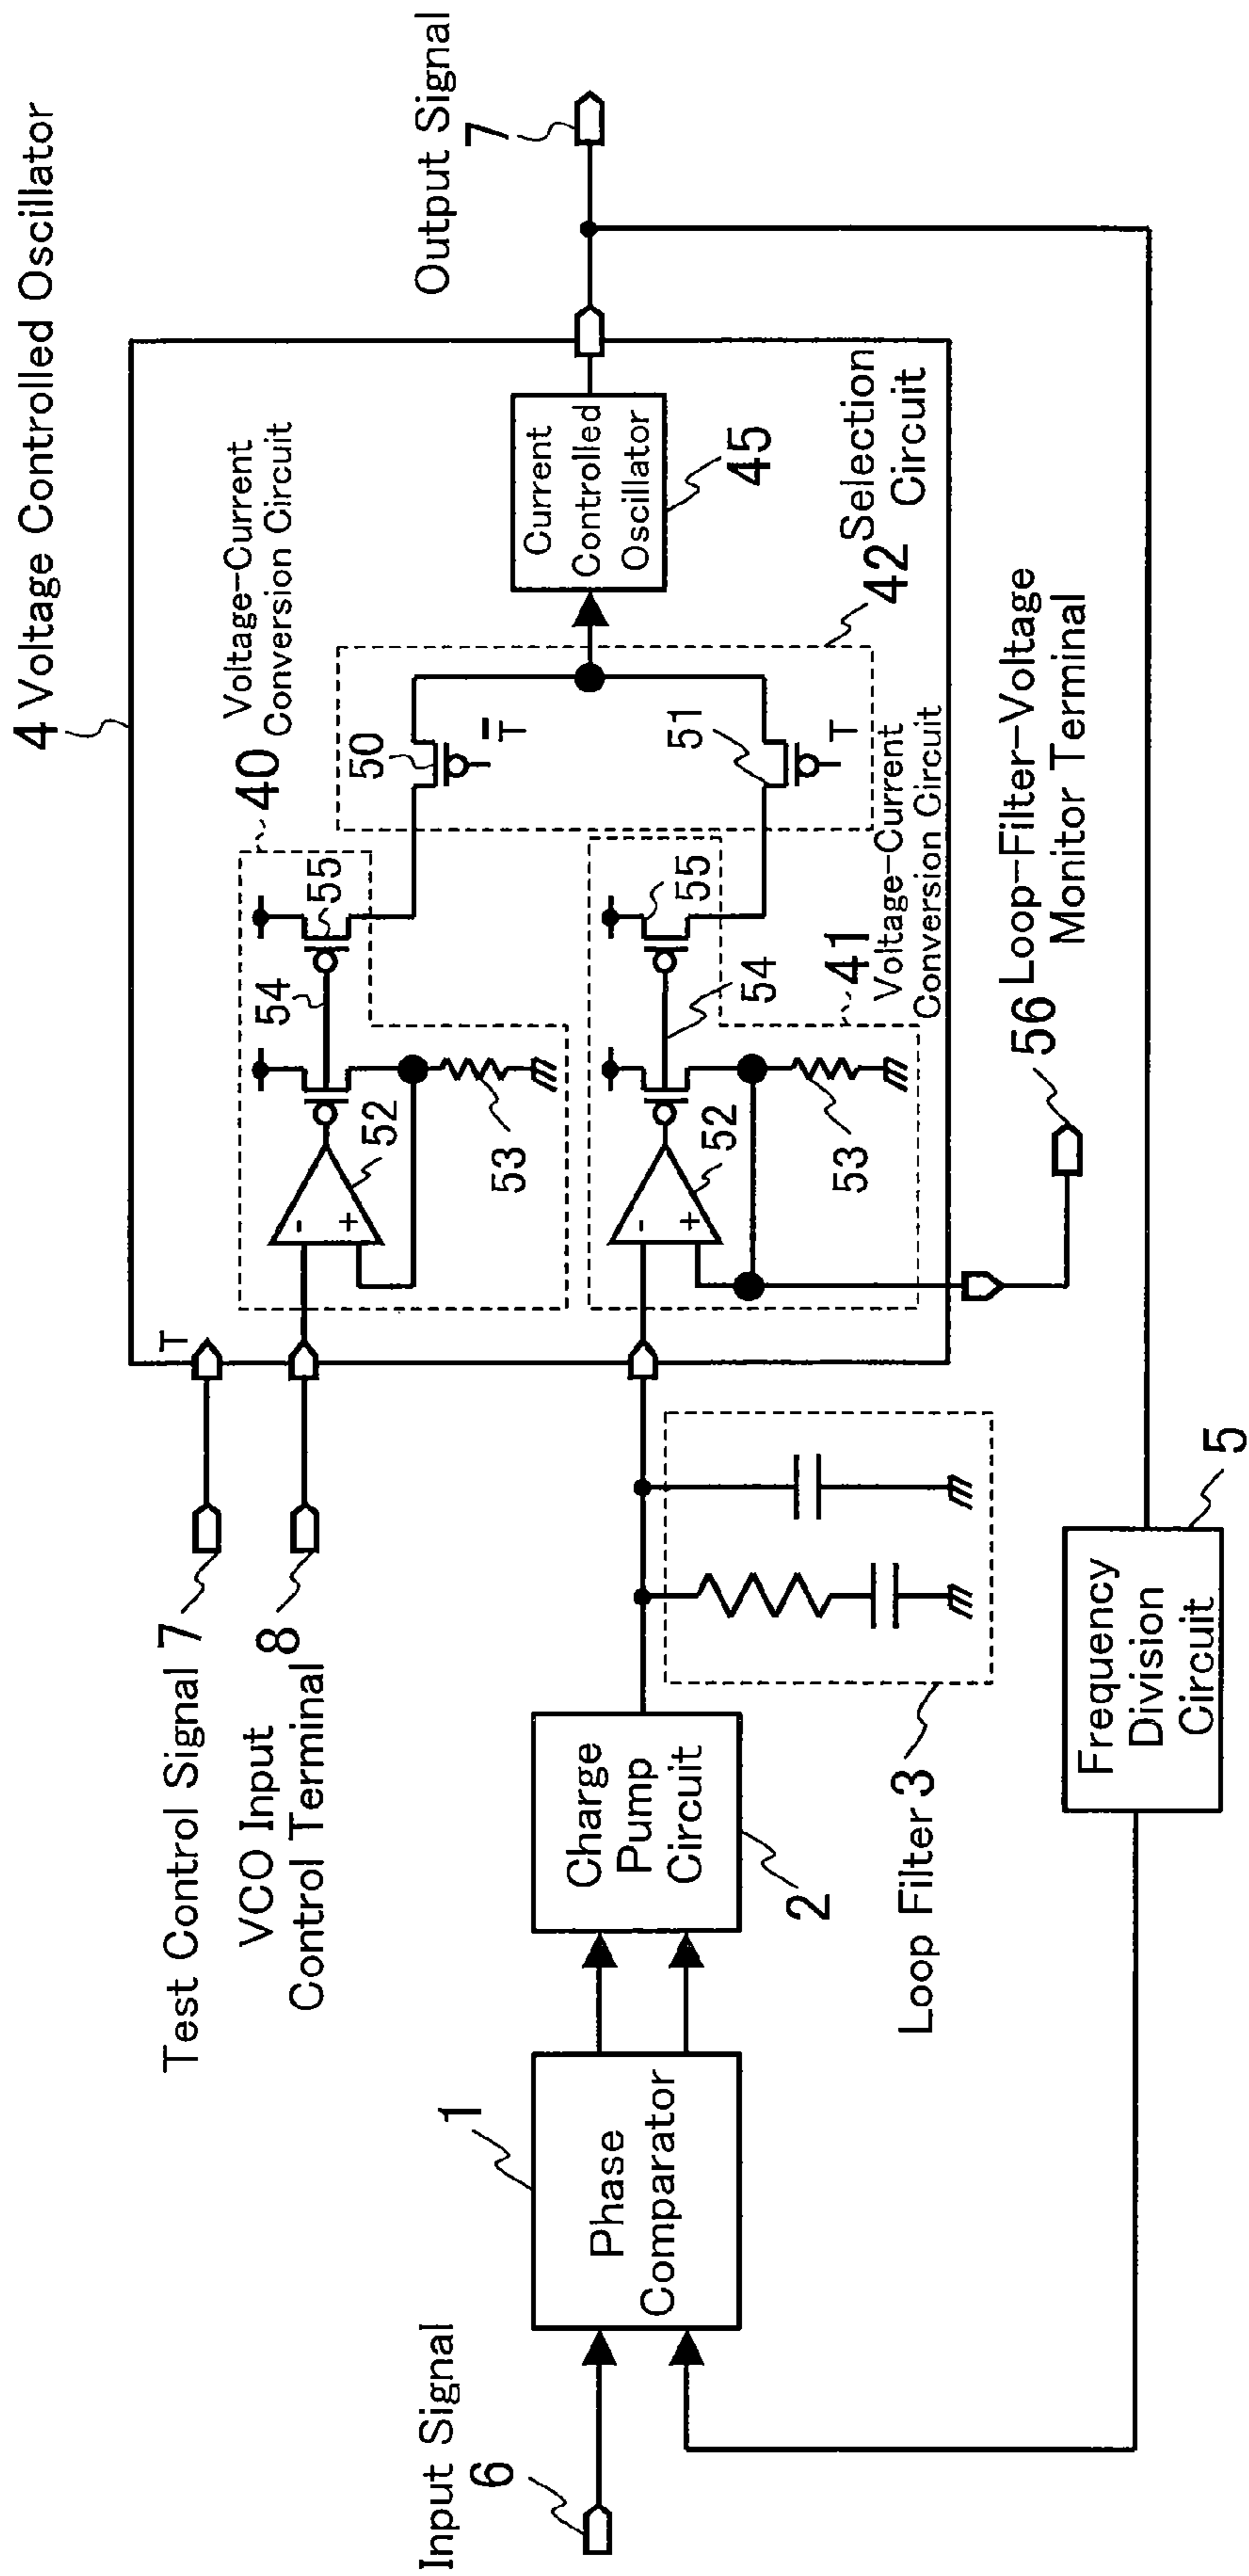 4 Voltage Controlled Oscillator
Test Control Signal 7
T
VCO Input
Control Terminal
8
40
Voltage-Current
Conversion Circuit
54
55
52
-
+
53
50
T̅
Output Signal
7
Input Signal
6
1
Phase
Comparator
Charge
Pump
Circuit
2
Loop Filter 3
52
-
+
53
54
55
41
Voltage-Current
Conversion Circuit
51
T
42
Selection
Circuit
Current
Controlled
Oscillator
45
56
Loop-Filter-Voltage
Monitor Terminal
Frequency
Division
Circuit
5